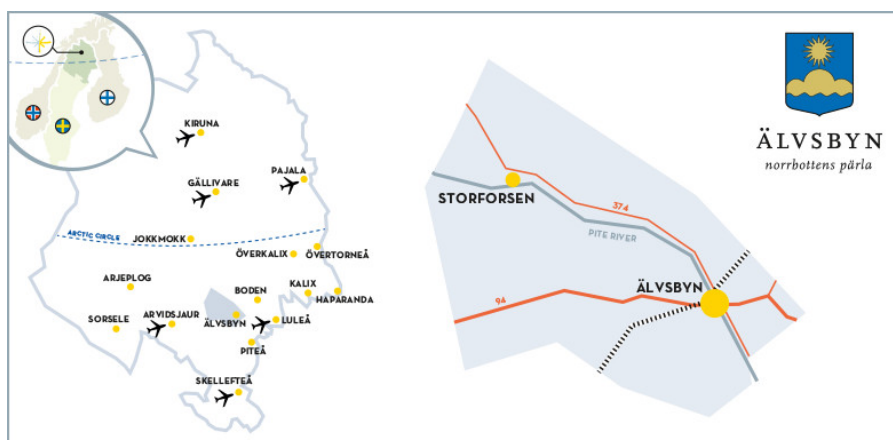 KIRUNA
GÄLLIVARE
PAJALA
ARCTIC CIRCLE
JOKKMOKK
ÖVERKALIX
ÖVERTORNEÅ
ARJEPLOG
BODEN
KALIX
HAPARANDA
SORSELE
ARVIDSJAUR
ÄLVSBYN
LULEÅ
PITEÅ
SKELLEFTEÅ
STORFORSEN
374
PITE RIVER
ÄLVSBYN
94
ÄLVSBYN
norrbottens pärla